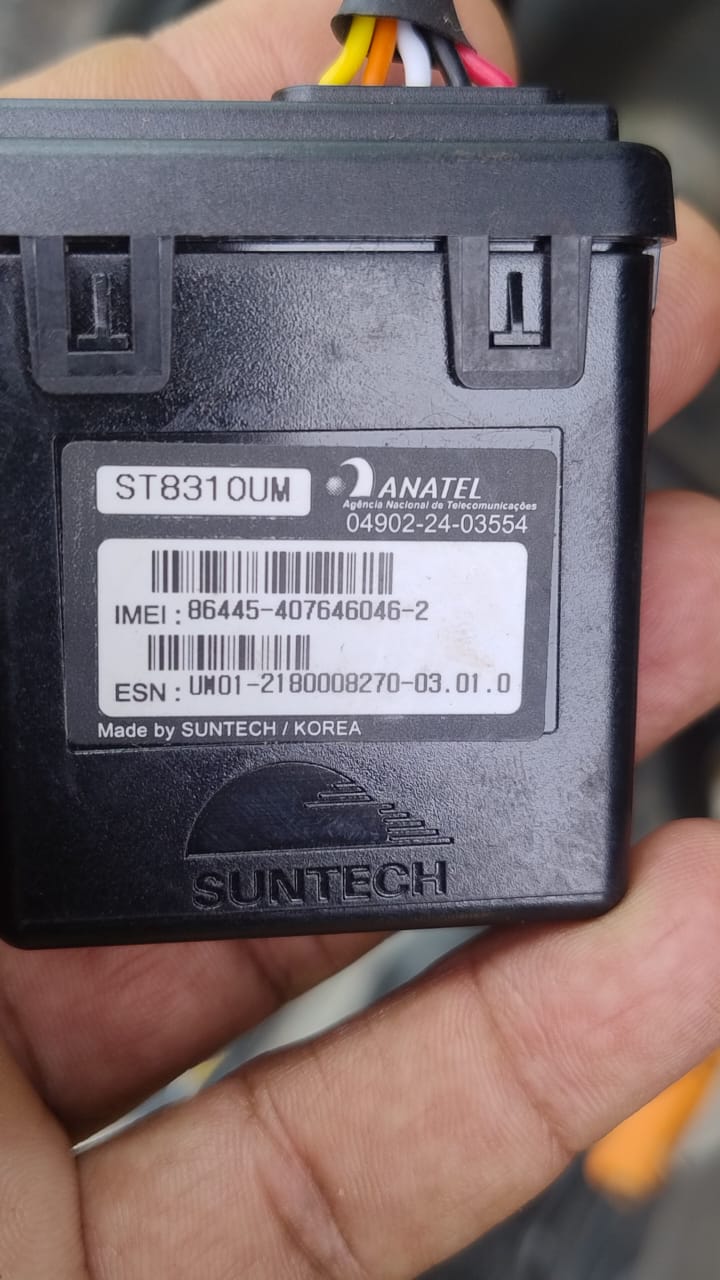 ST8310UM
ANATEL
Agência Nacional de Telecomunicações
04902-24-03554
IMEI : 86445-407646046-2
ESN : UM01-2180008270-03.01.0
Made by SUNTECH / KOREA
SUNTECH